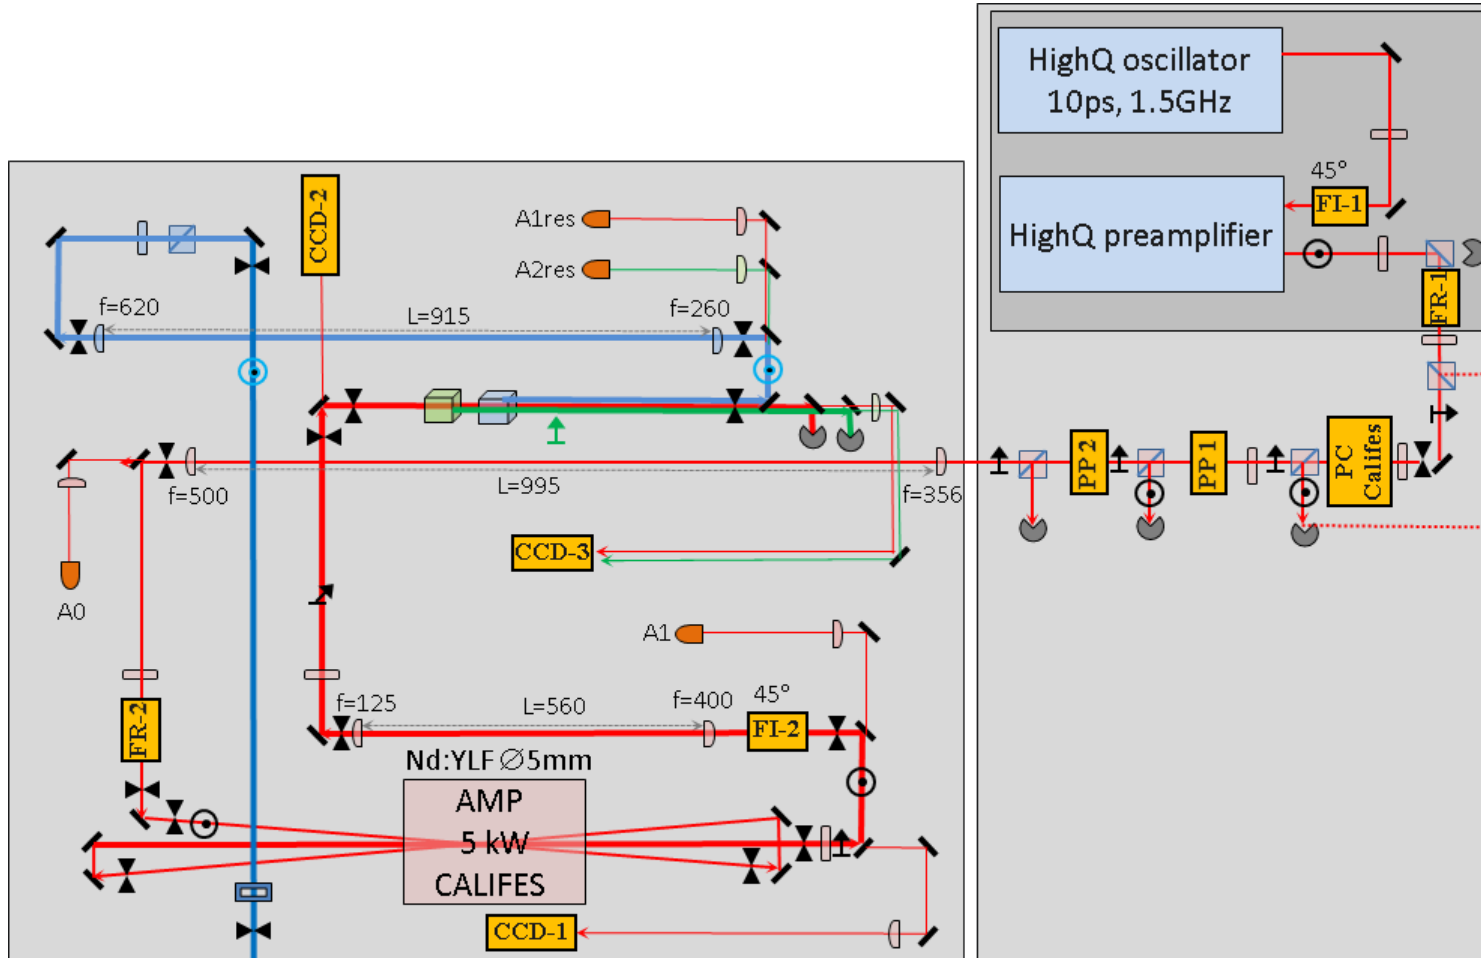 HighQ oscillator
10ps, 1.5GHz
45°
FI-1
HighQ preamplifier
FR-1
CCD-2
A1res
A2res
f=620
L=915
f=260
f=500
L=995
f=356
PP 2
PP 1
PC
Califes
CCD-3
A0
A1
FR-2
f=125
L=560
f=400
45°
FI-2
Nd:YLF ∅5mm
AMP
5 kW
CALIFES
CCD-1